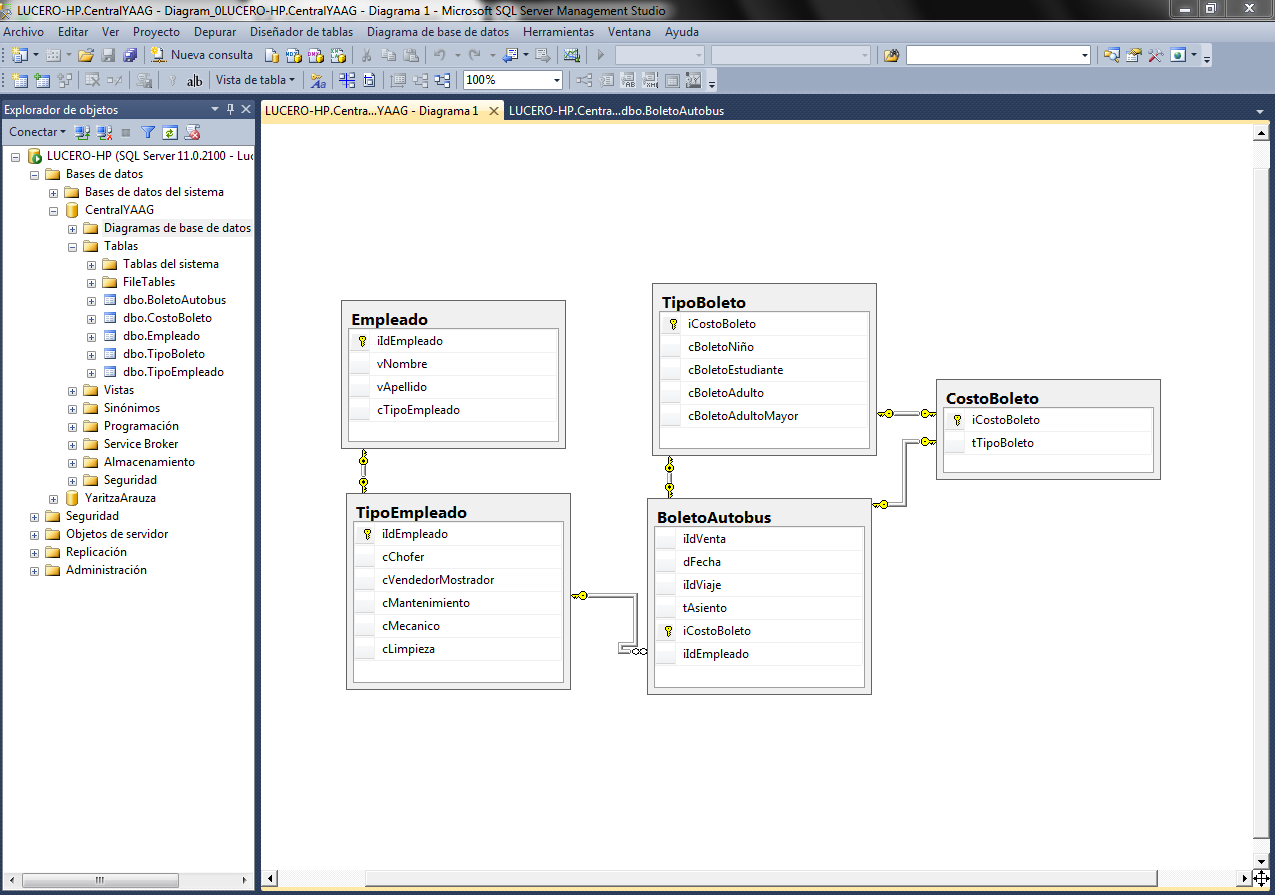 LUCERO-HP.CentralYAAG - Diagram_0LUCERO-HP.CentralYAAG - Diagrama 1 - Microsoft SQL Server Management Studio
Archivo Editar Ver Proyecto Depurar Diseñador de tablas Diagrama de base de datos Herramientas Ventana Ayuda
Nueva consulta
ab Vista de tabla 100%
Explorador de objetos
Conectar
LUCERO-HP (SQL Server 11.0.2100 - Luc
Bases de datos
Bases de datos del sistema
CentralYAAG
Diagramas de base de datos
Tablas
Tablas del sistema
FileTables
dbo.BoletoAutobus
dbo.CostoBoleto
dbo.Empleado
dbo.TipoBoleto
dbo.TipoEmpleado
Vistas
Sinónimos
Programación
Service Broker
Almacenamiento
Seguridad
YaritzaArauza
Seguridad
Objetos de servidor
Replicación
Administración
LUCERO-HP.Centra...YAAG - Diagrama 1
LUCERO-HP.Centra...dbo.BoletoAutobus
Empleado
iIdEmpleado
vNombre
vApellido
cTipoEmpleado
TipoEmpleado
iIdEmpleado
cChofer
cVendedorMostrador
cMantenimiento
cMecanico
cLimpieza
TipoBoleto
iCostoBoleto
cBoletoNiño
cBoletoEstudiante
cBoletoAdulto
cBoletoAdultoMayor
BoletoAutobus
iIdVenta
dFecha
iIdViaje
tAsiento
iCostoBoleto
iIdEmpleado
CostoBoleto
iCostoBoleto
tTipoBoleto